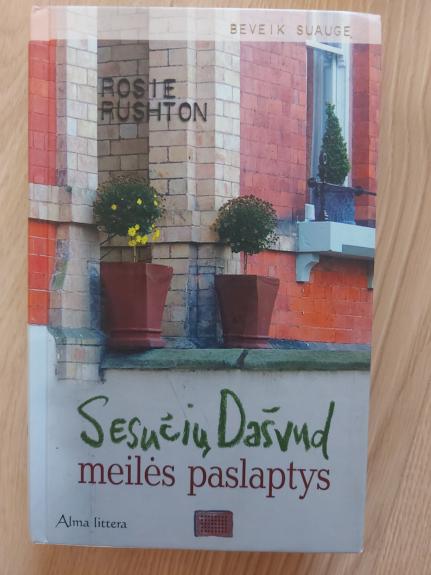 BEVEIK SUAUGĘ
ROSIE
RUSHTON
Sesučių Dašvud
meilės paslaptys
Alma littera